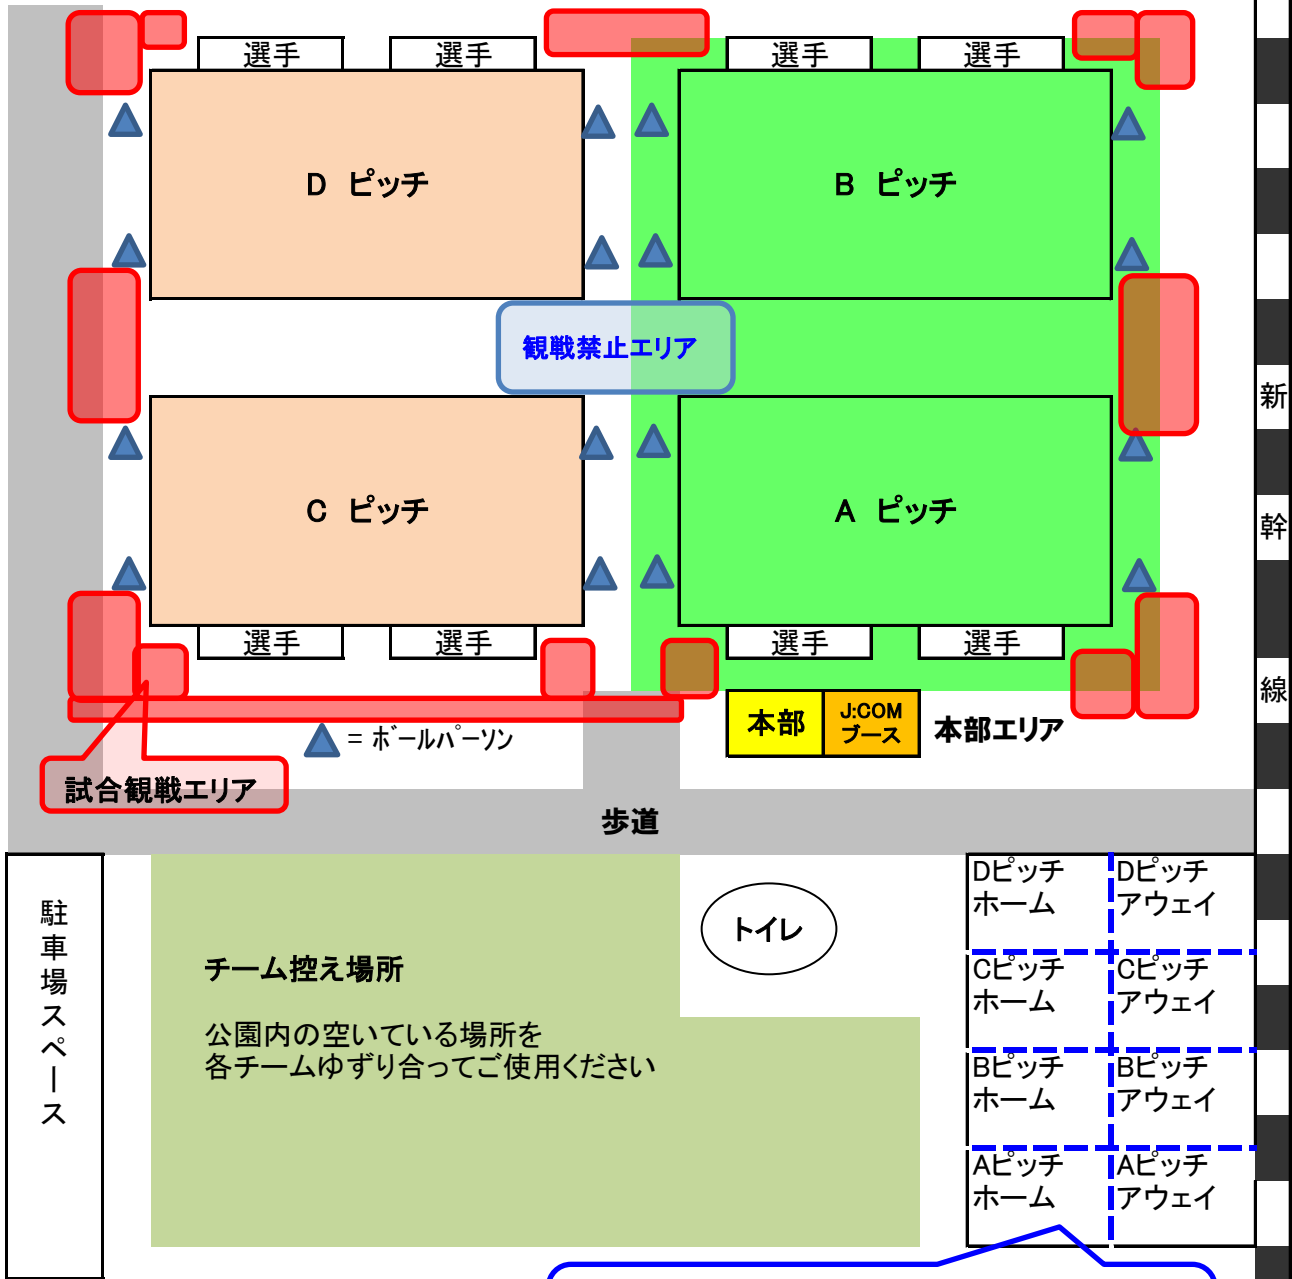 選手 選手 選手 選手
D ピッチ
B ピッチ
観戦禁止エリア
C ピッチ
A ピッチ
選手 選手 選手 選手
本部
J:COM
ブース
本部エリア
= ﾎﾞｰﾙﾊﾟｰｿﾝ
試合観戦エリア
歩道
新幹線
駐車場スペース
チーム控え場所
公園内の空いている場所を
各チームゆずり合ってご使用ください
トイレ
Dピッチ
ホーム
Dピッチ
アウェイ
Cピッチ
ホーム
Cピッチ
アウェイ
Bピッチ
ホーム
Bピッチ
アウェイ
Aピッチ
ホーム
Aピッチ
アウェイ